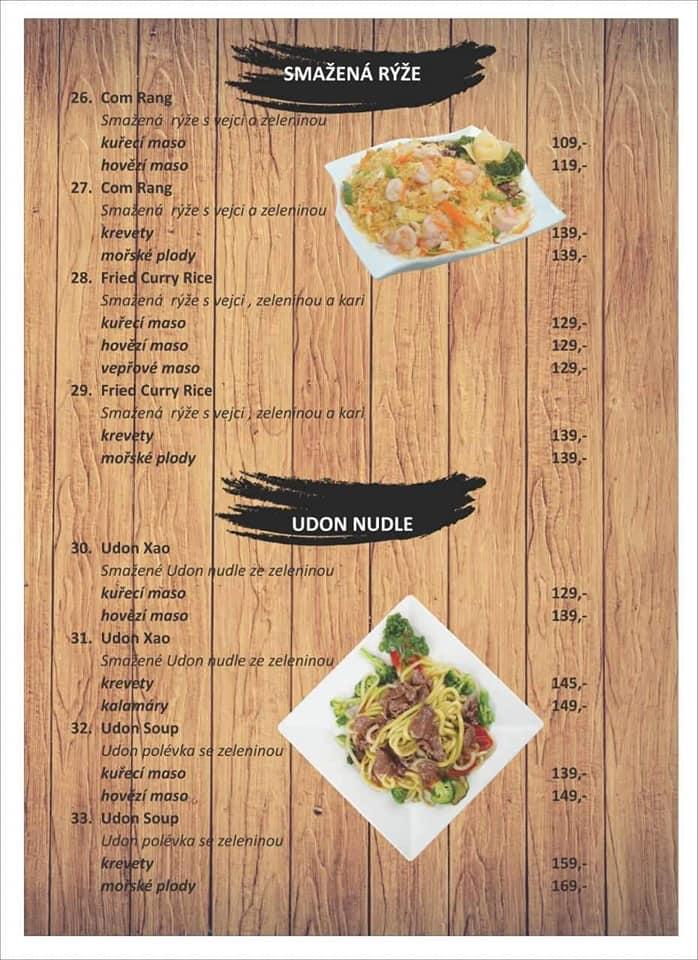 SMAŽENÁ RÝŽE
26. Com Rang
Smažená rýže s vejci a zeleninou
kuřecí maso 109,-
hovězí maso 119,-
27. Com Rang
Smažená rýže s vejci a zeleninou
krevety 139,-
mořské plody 139,-
28. Fried Curry Rice
Smažená rýže s vejci , zeleninou a kari
kuřecí maso 129,-
hovězí maso 129,-
vepřové maso 129,-
29. Fried Curry Rice
Smažená rýže s vejci , zeleninou a kari
krevety 139,-
mořské plody 139,-
UDON NUDLE
30. Udon Xao
Smažené Udon nudle ze zeleninou
kuřecí maso 129,-
hovězí maso 139,-
31. Udon Xao
Smažené Udon nudle ze zeleninou
krevety 145,-
kalamáry 149,-
32. Udon Soup
Udon polévka se zeleninou
kuřecí maso 139,-
hovězí maso 149,-
33. Udon Soup
Udon polévka se zeleninou
krevety 159,-
mořské plody 169,-